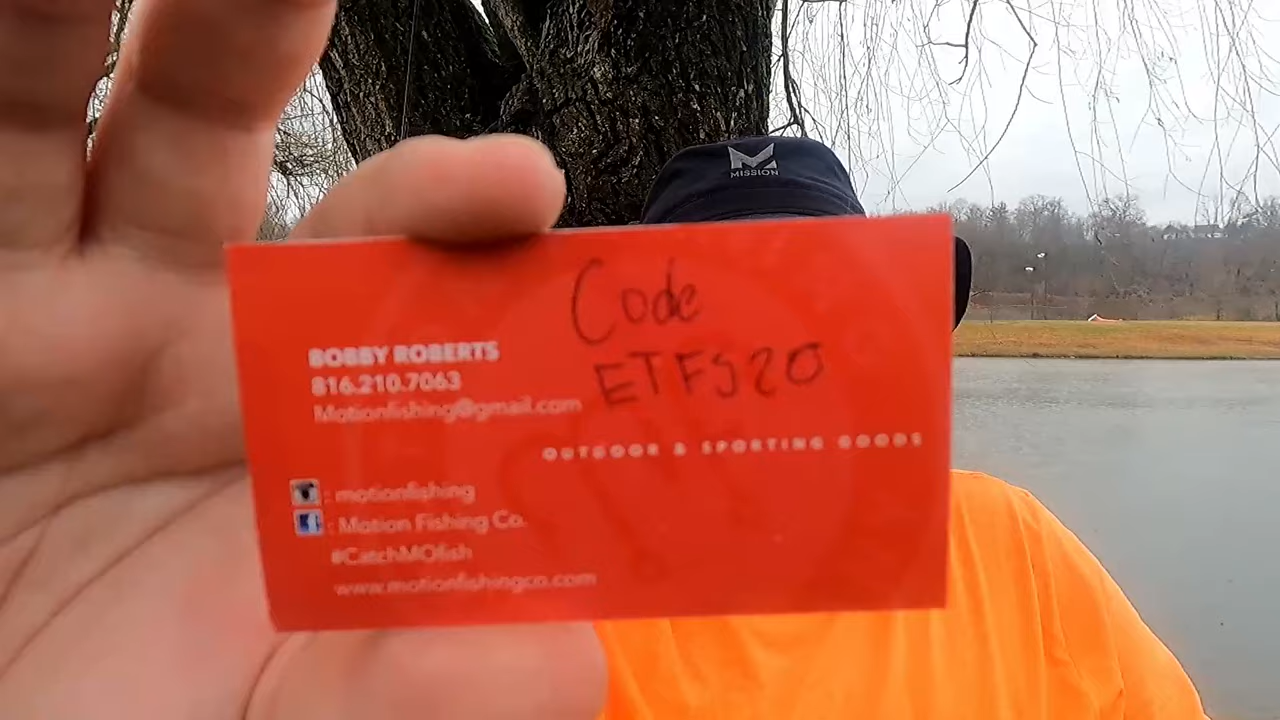 MISSION
Code
ETFS20
BOBBY ROBERTS
816.210.7063
Motionfishing@gmail.com
OUTDOOR & SPORTING GOODS
: motionfishing
: Motion Fishing Co.
#CatchMOfish
www.motionfishingco.com